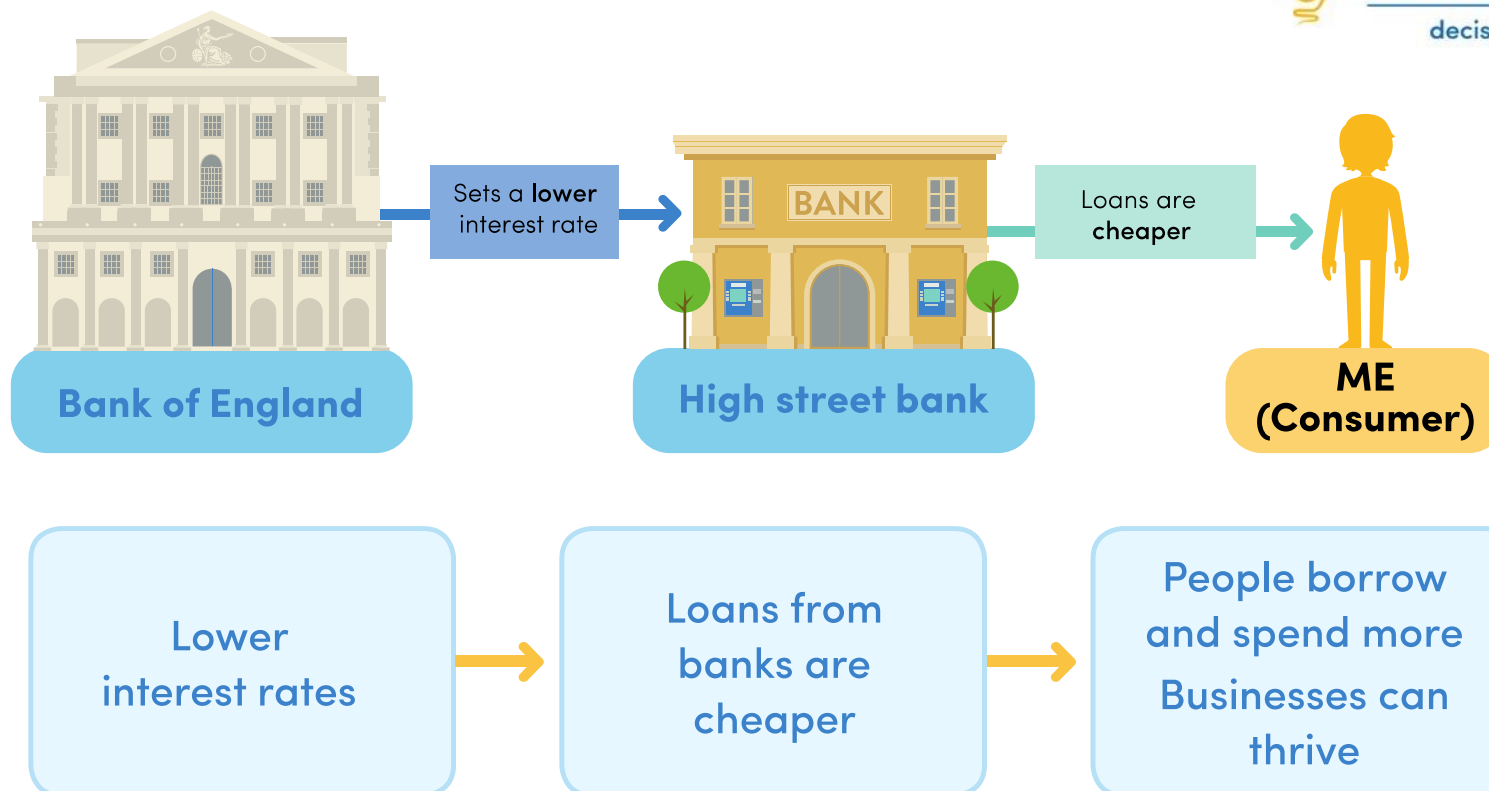 decis
Sets a lower
interest rate
BANK
Loans are
cheaper
Bank of England
High street bank
ME
(Consumer)
Lower
interest rates
Loans from
banks are
cheaper
People borrow
and spend more
Businesses can
thrive